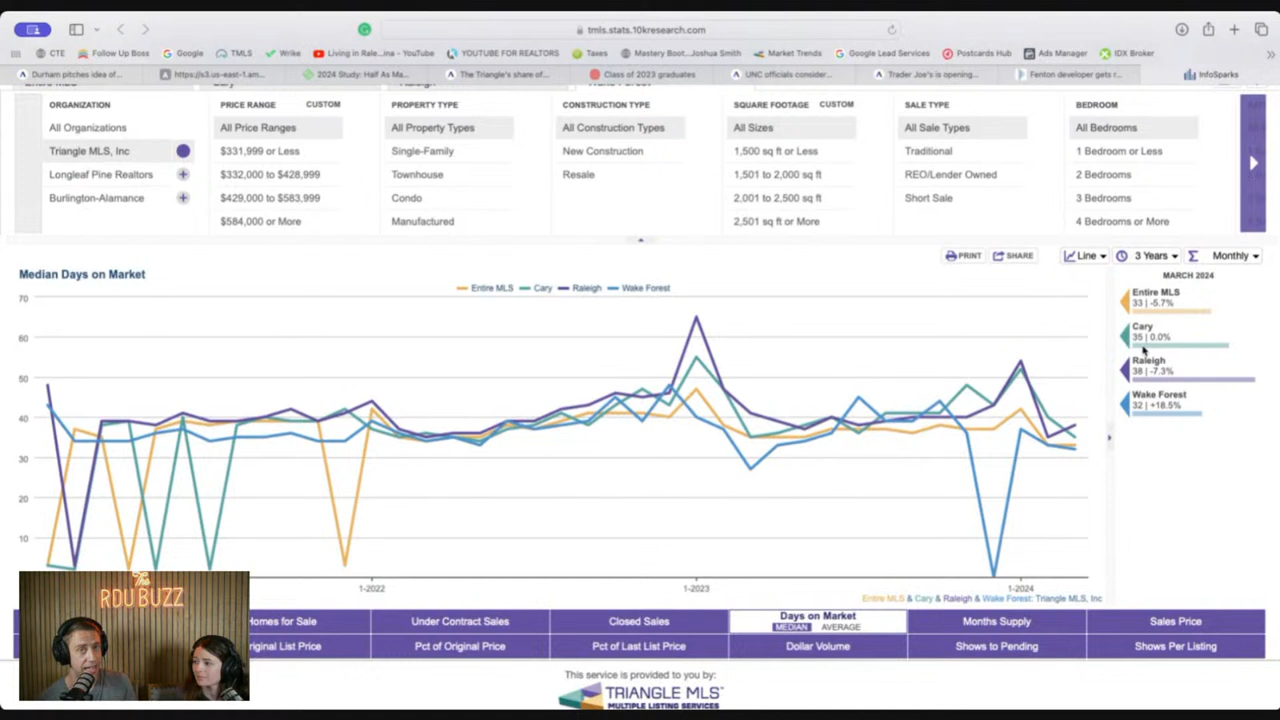 tmls.stats.10kresearch.com
CTE
Follow Up Boss
Google
TMLS
Wrike
Living in Rale...ina - YouTube
YOUTUBE FOR REALTORS
Taxes
Mastery Boot...Joshua Smith
Market Trends
Google Lead Services
Postcards Hub
Ads Manager
IDX Broker
Durham pitches idea of...
https://s3.us-east-1.am...
2024 Study: Half As Ma...
The Triangle's share of...
Class of 2023 graduates
UNC officials consider...
Trader Joe's is opening...
Fenton developer gets r...
InfoSparks
ORGANIZATION
All Organizations
Triangle MLS, Inc
Longleaf Pine Realtors
Burlington-Alamance
PRICE RANGE CUSTOM
All Price Ranges
$331,999 or Less
$332,000 to $428,999
$429,000 to $583,999
$584,000 or More
PROPERTY TYPE
All Property Types
Single-Family
Townhouse
Condo
Manufactured
CONSTRUCTION TYPE
All Construction Types
New Construction
Resale
SQUARE FOOTAGE CUSTOM
All Sizes
1,500 sq ft or Less
1,501 to 2,000 sq ft
2,001 to 2,500 sq ft
2,501 sq ft or More
SALE TYPE
All Sale Types
Traditional
REO/Lender Owned
Short Sale
BEDROOM
All Bedrooms
1 Bedroom or Less
2 Bedrooms
3 Bedrooms
4 Bedrooms or More
PRINT
SHARE
Line
3 Years
Monthly
Median Days on Market
Entire MLS
Cary
Raleigh
Wake Forest
70
60
50
40
30
20
10
1-2022
1-2023
1-2024
MARCH 2024
Entire MLS
33 | -5.7%
Cary
35 | 0.0%
Raleigh
38 | -7.3%
Wake Forest
32 | +18.5%
Entire MLS & Cary & Raleigh & Wake Forest: Triangle MLS, Inc
Homes for Sale
Under Contract Sales
Closed Sales
Days on Market
MEDIAN AVERAGE
Months Supply
Sales Price
riginal List Price
Pct of Original Price
Pct of Last List Price
Dollar Volume
Shows to Pending
Shows Per Listing
The
RDU BUZZ
This service is provided to you by:
TRIANGLE MLS
MULTIPLE LISTING SERVICES